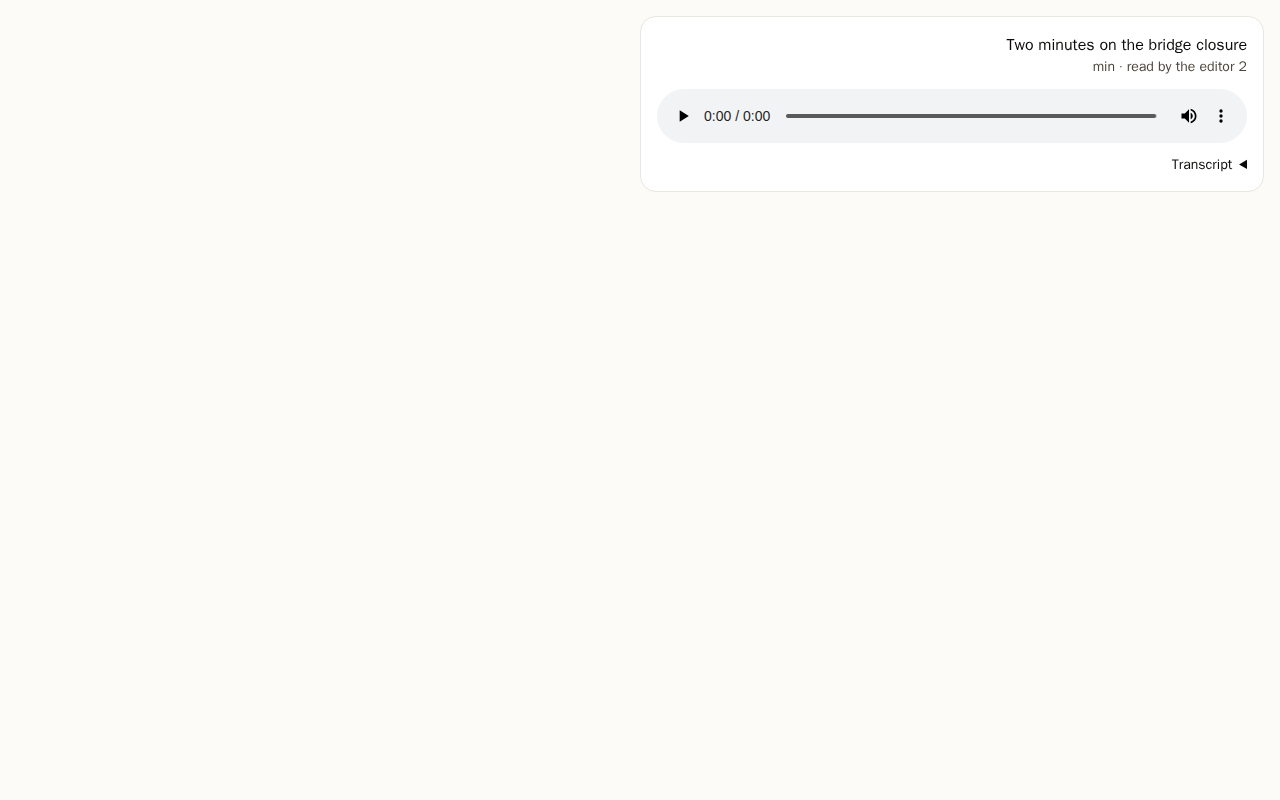 Two minutes on the bridge closure
min · read by the editor 2
0:00 / 0:00
Transcript